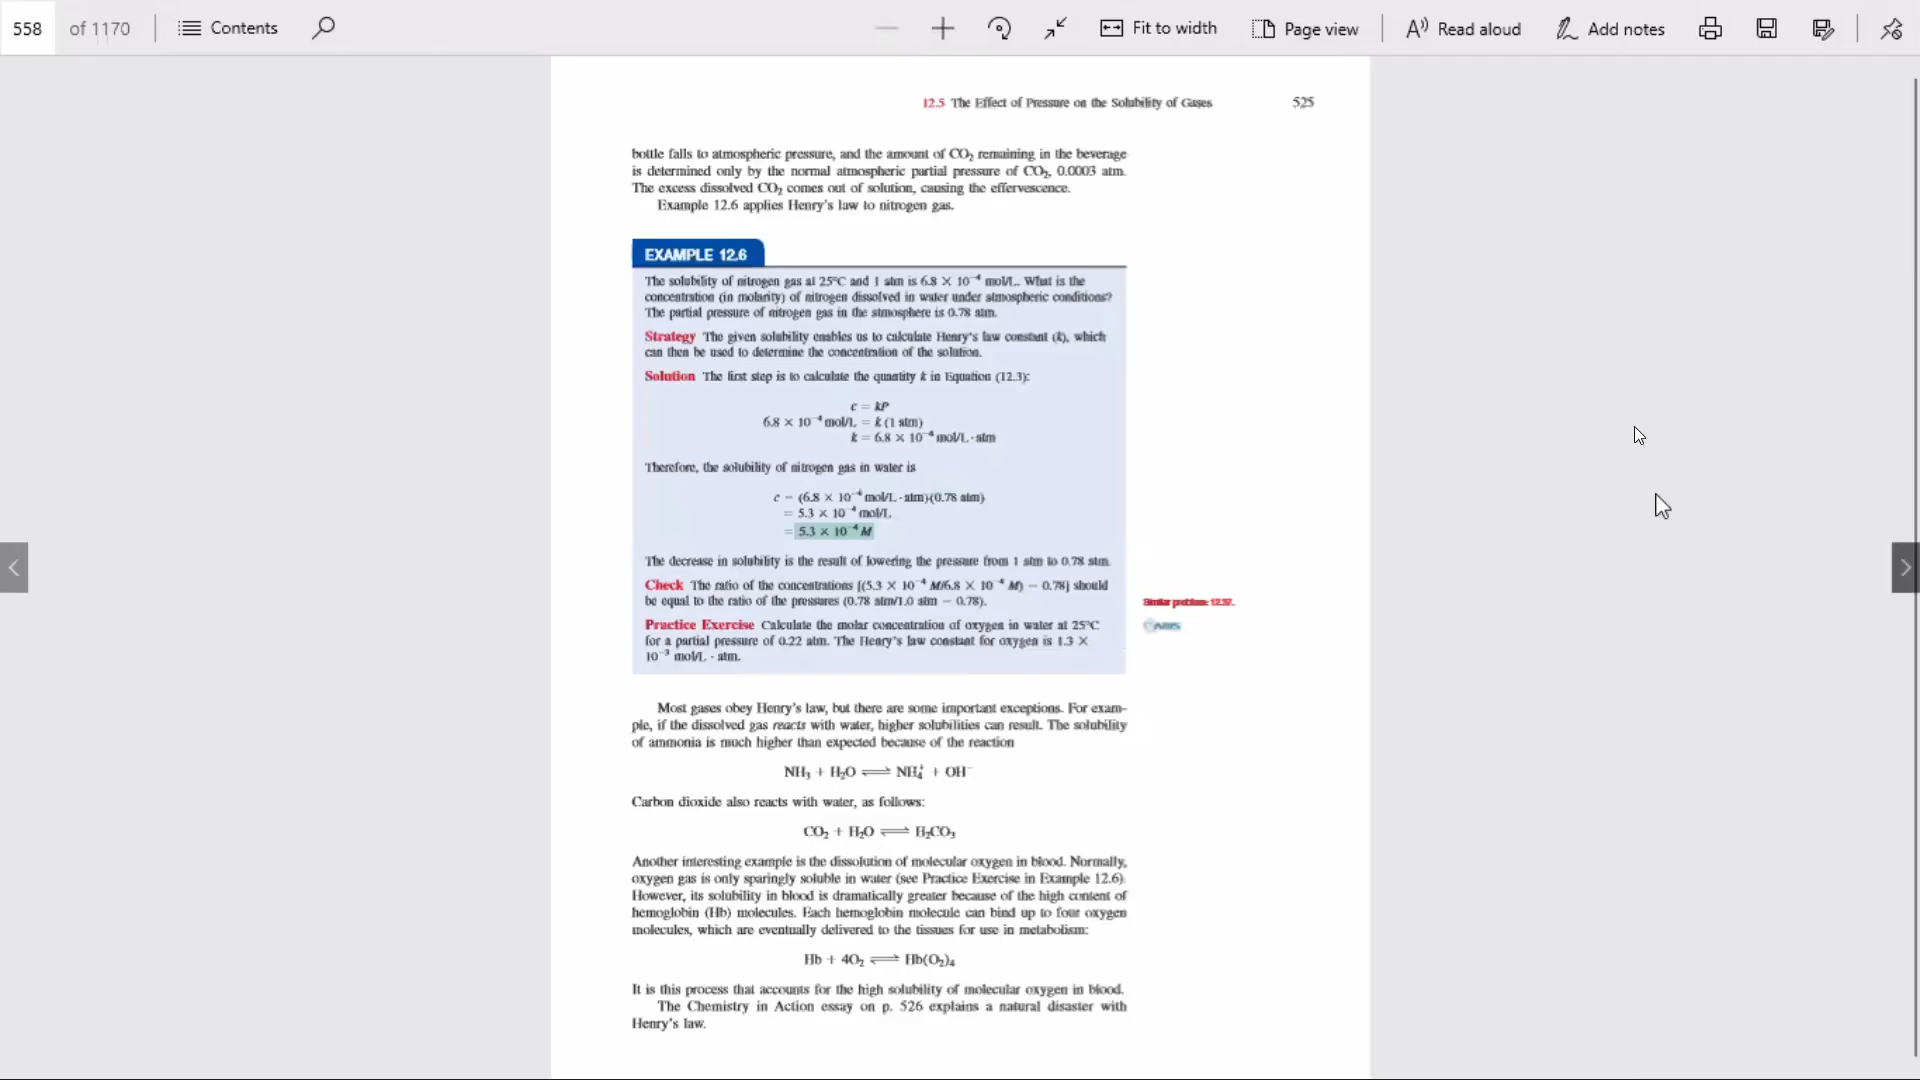 558 of 1170 Contents Fit to width Page view Read aloud Add notes
12.5 The Effect of Pressure on the Solubility of Gases 525
bottle falls to atmospheric pressure, and the amount of CO₂ remaining in the beverage
is determined only by the normal atmospheric partial pressure of CO₂, 0.0003 atm.
The excess dissolved CO₂ comes out of solution, causing the effervescence.
Example 12.6 applies Henry's law to nitrogen gas.
EXAMPLE 12.6
The solubility of nitrogen gas at 25°C and 1 atm is 6.8 × 10⁻⁴ mol/L. What is the
concentration (in molarity) of nitrogen dissolved in water under atmospheric conditions?
The partial pressure of nitrogen gas in the atmosphere is 0.78 atm.
Strategy The given solubility enables us to calculate Henry's law constant (k), which
can then be used to determine the concentration of the solution.
Solution The first step is to calculate the quantity k in Equation (12.3):
c = kP
6.8 × 10⁻⁴ mol/L = k (1 atm)
k = 6.8 × 10⁻⁴ mol/L · atm
Therefore, the solubility of nitrogen gas in water is
c = (6.8 × 10⁻⁴ mol/L · atm)(0.78 atm)
= 5.3 × 10⁻⁴ mol/L
= 5.3 × 10⁻⁴ M
The decrease in solubility is the result of lowering the pressure from 1 atm to 0.78 atm.
Check The ratio of the concentrations [(5.3 × 10⁻⁴ M/6.8 × 10⁻⁴ M) = 0.78] should
be equal to the ratio of the pressures (0.78 atm/1.0 atm = 0.78).
Similar problem: 12.37.
Practice Exercise Calculate the molar concentration of oxygen in water at 25°C
for a partial pressure of 0.22 atm. The Henry's law constant for oxygen is 1.3 ×
10⁻³ mol/L · atm.
ARIS
Most gases obey Henry's law, but there are some important exceptions. For exam-
ple, if the dissolved gas reacts with water, higher solubilities can result. The solubility
of ammonia is much higher than expected because of the reaction
NH₃ + H₂O ⇌ NH₄⁺ + OH⁻
Carbon dioxide also reacts with water, as follows:
CO₂ + H₂O ⇌ H₂CO₃
Another interesting example is the dissolution of molecular oxygen in blood. Normally,
oxygen gas is only sparingly soluble in water (see Practice Exercise in Example 12.6).
However, its solubility in blood is dramatically greater because of the high content of
hemoglobin (Hb) molecules. Each hemoglobin molecule can bind up to four oxygen
molecules, which are eventually delivered to the tissues for use in metabolism:
Hb + 4O₂ ⇌ Hb(O₂)₄
It is this process that accounts for the high solubility of molecular oxygen in blood.
The Chemistry in Action essay on p. 526 explains a natural disaster with
Henry's law.